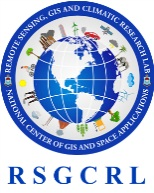 REMOTE SENSING, GIS AND CLIMATIC RESEARCH LAB
NATIONAL CENTER OF GIS AND SPACE APPLICATIONS
RSGCRL